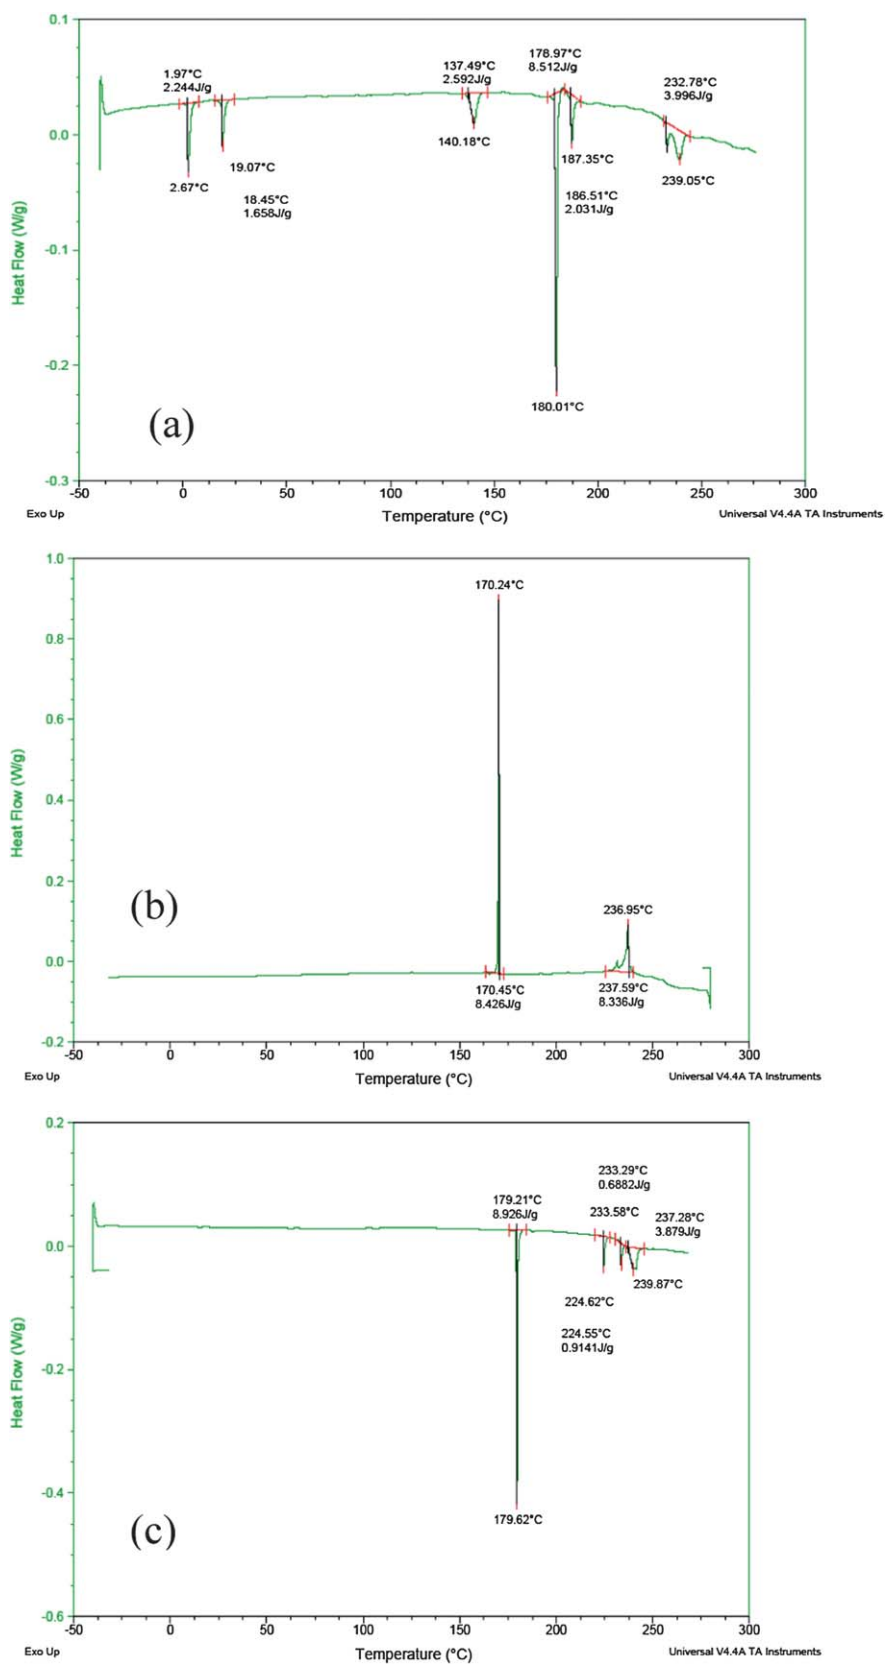 0.1
0.0
-0.1
-0.2
-0.3
Heat Flow (W/g)
1.97°C
2.244J/g
2.67°C
19.07°C
18.45°C
1.658J/g
137.49°C
2.592J/g
140.18°C
178.97°C
8.512J/g
187.35°C
186.51°C
2.031J/g
180.01°C
232.78°C
3.996J/g
239.05°C
(a)
-50 0 50 100 150 200 250 300
Exo Up
Temperature (°C)
Universal V4.4A TA Instruments
1.0
0.8
0.6
0.4
0.2
0.0
-0.2
Heat Flow (W/g)
170.24°C
170.45°C
8.426J/g
236.95°C
237.59°C
8.336J/g
(b)
-50 0 50 100 150 200 250 300
Exo Up
Temperature (°C)
Universal V4.4A TA Instruments
0.2
0.0
-0.2
-0.4
-0.6
Heat Flow (W/g)
179.21°C
8.926J/g
179.62°C
233.29°C
0.6882J/g
233.58°C
237.28°C
3.879J/g
239.87°C
224.62°C
224.55°C
0.9141J/g
(c)
-50 0 50 100 150 200 250 300
Exo Up
Temperature (°C)
Universal V4.4A TA Instruments